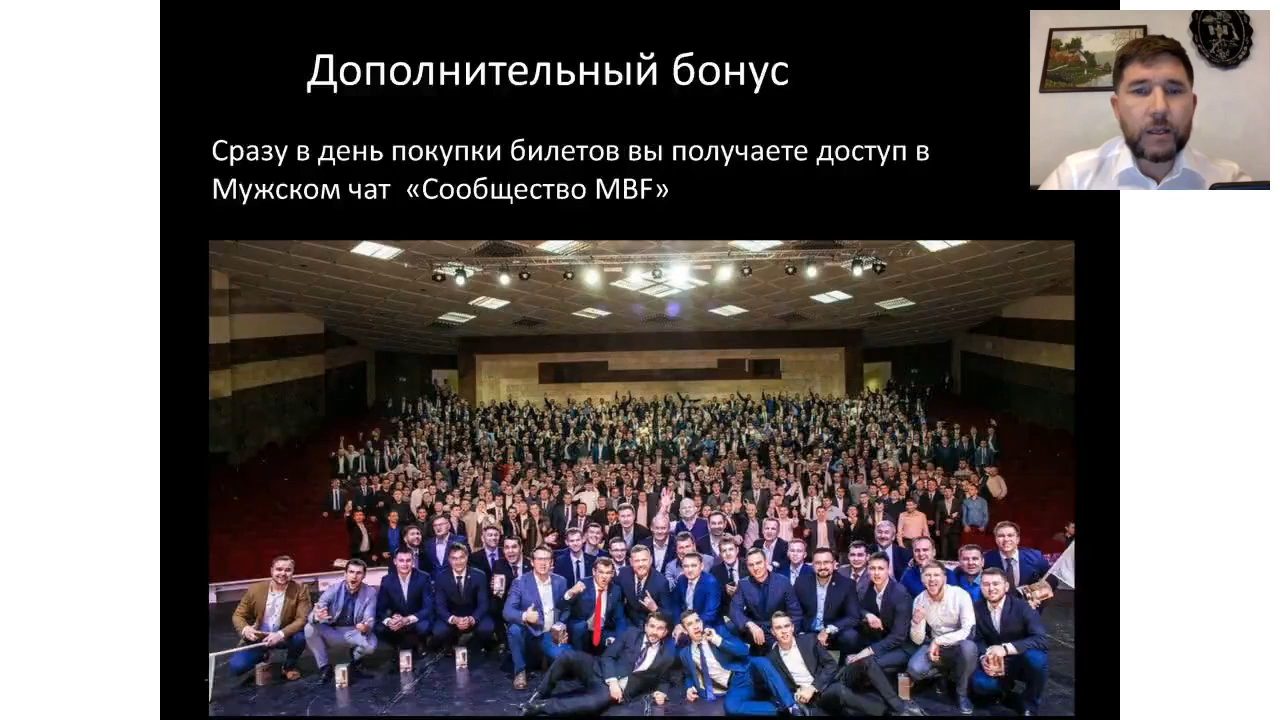 Дополнительный бонус
Сразу в день покупки билетов вы получаете доступ в
Мужском чат «Сообщество MBF»